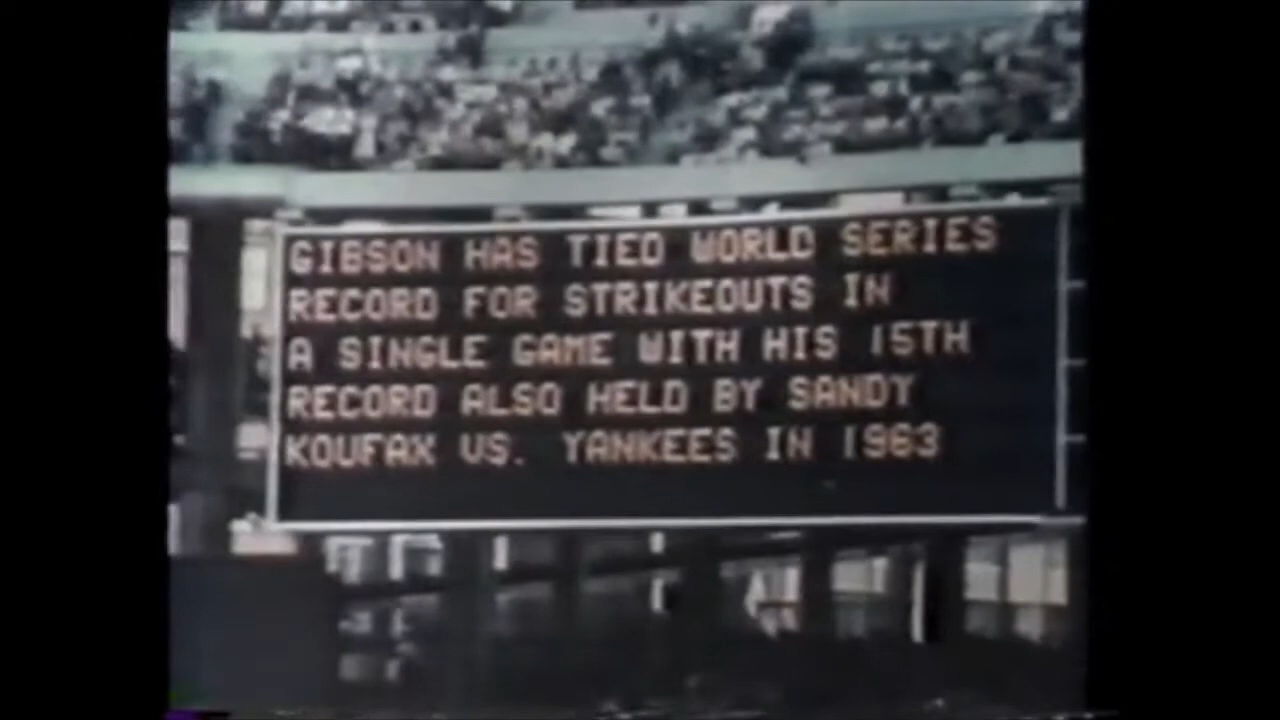 GIBSON HAS TIED WORLD SERIES
RECORD FOR STRIKEOUTS IN
A SINGLE GAME WITH HIS 15TH
RECORD ALSO HELD BY SANDY
KOUFAX VS. YANKEES IN 1963